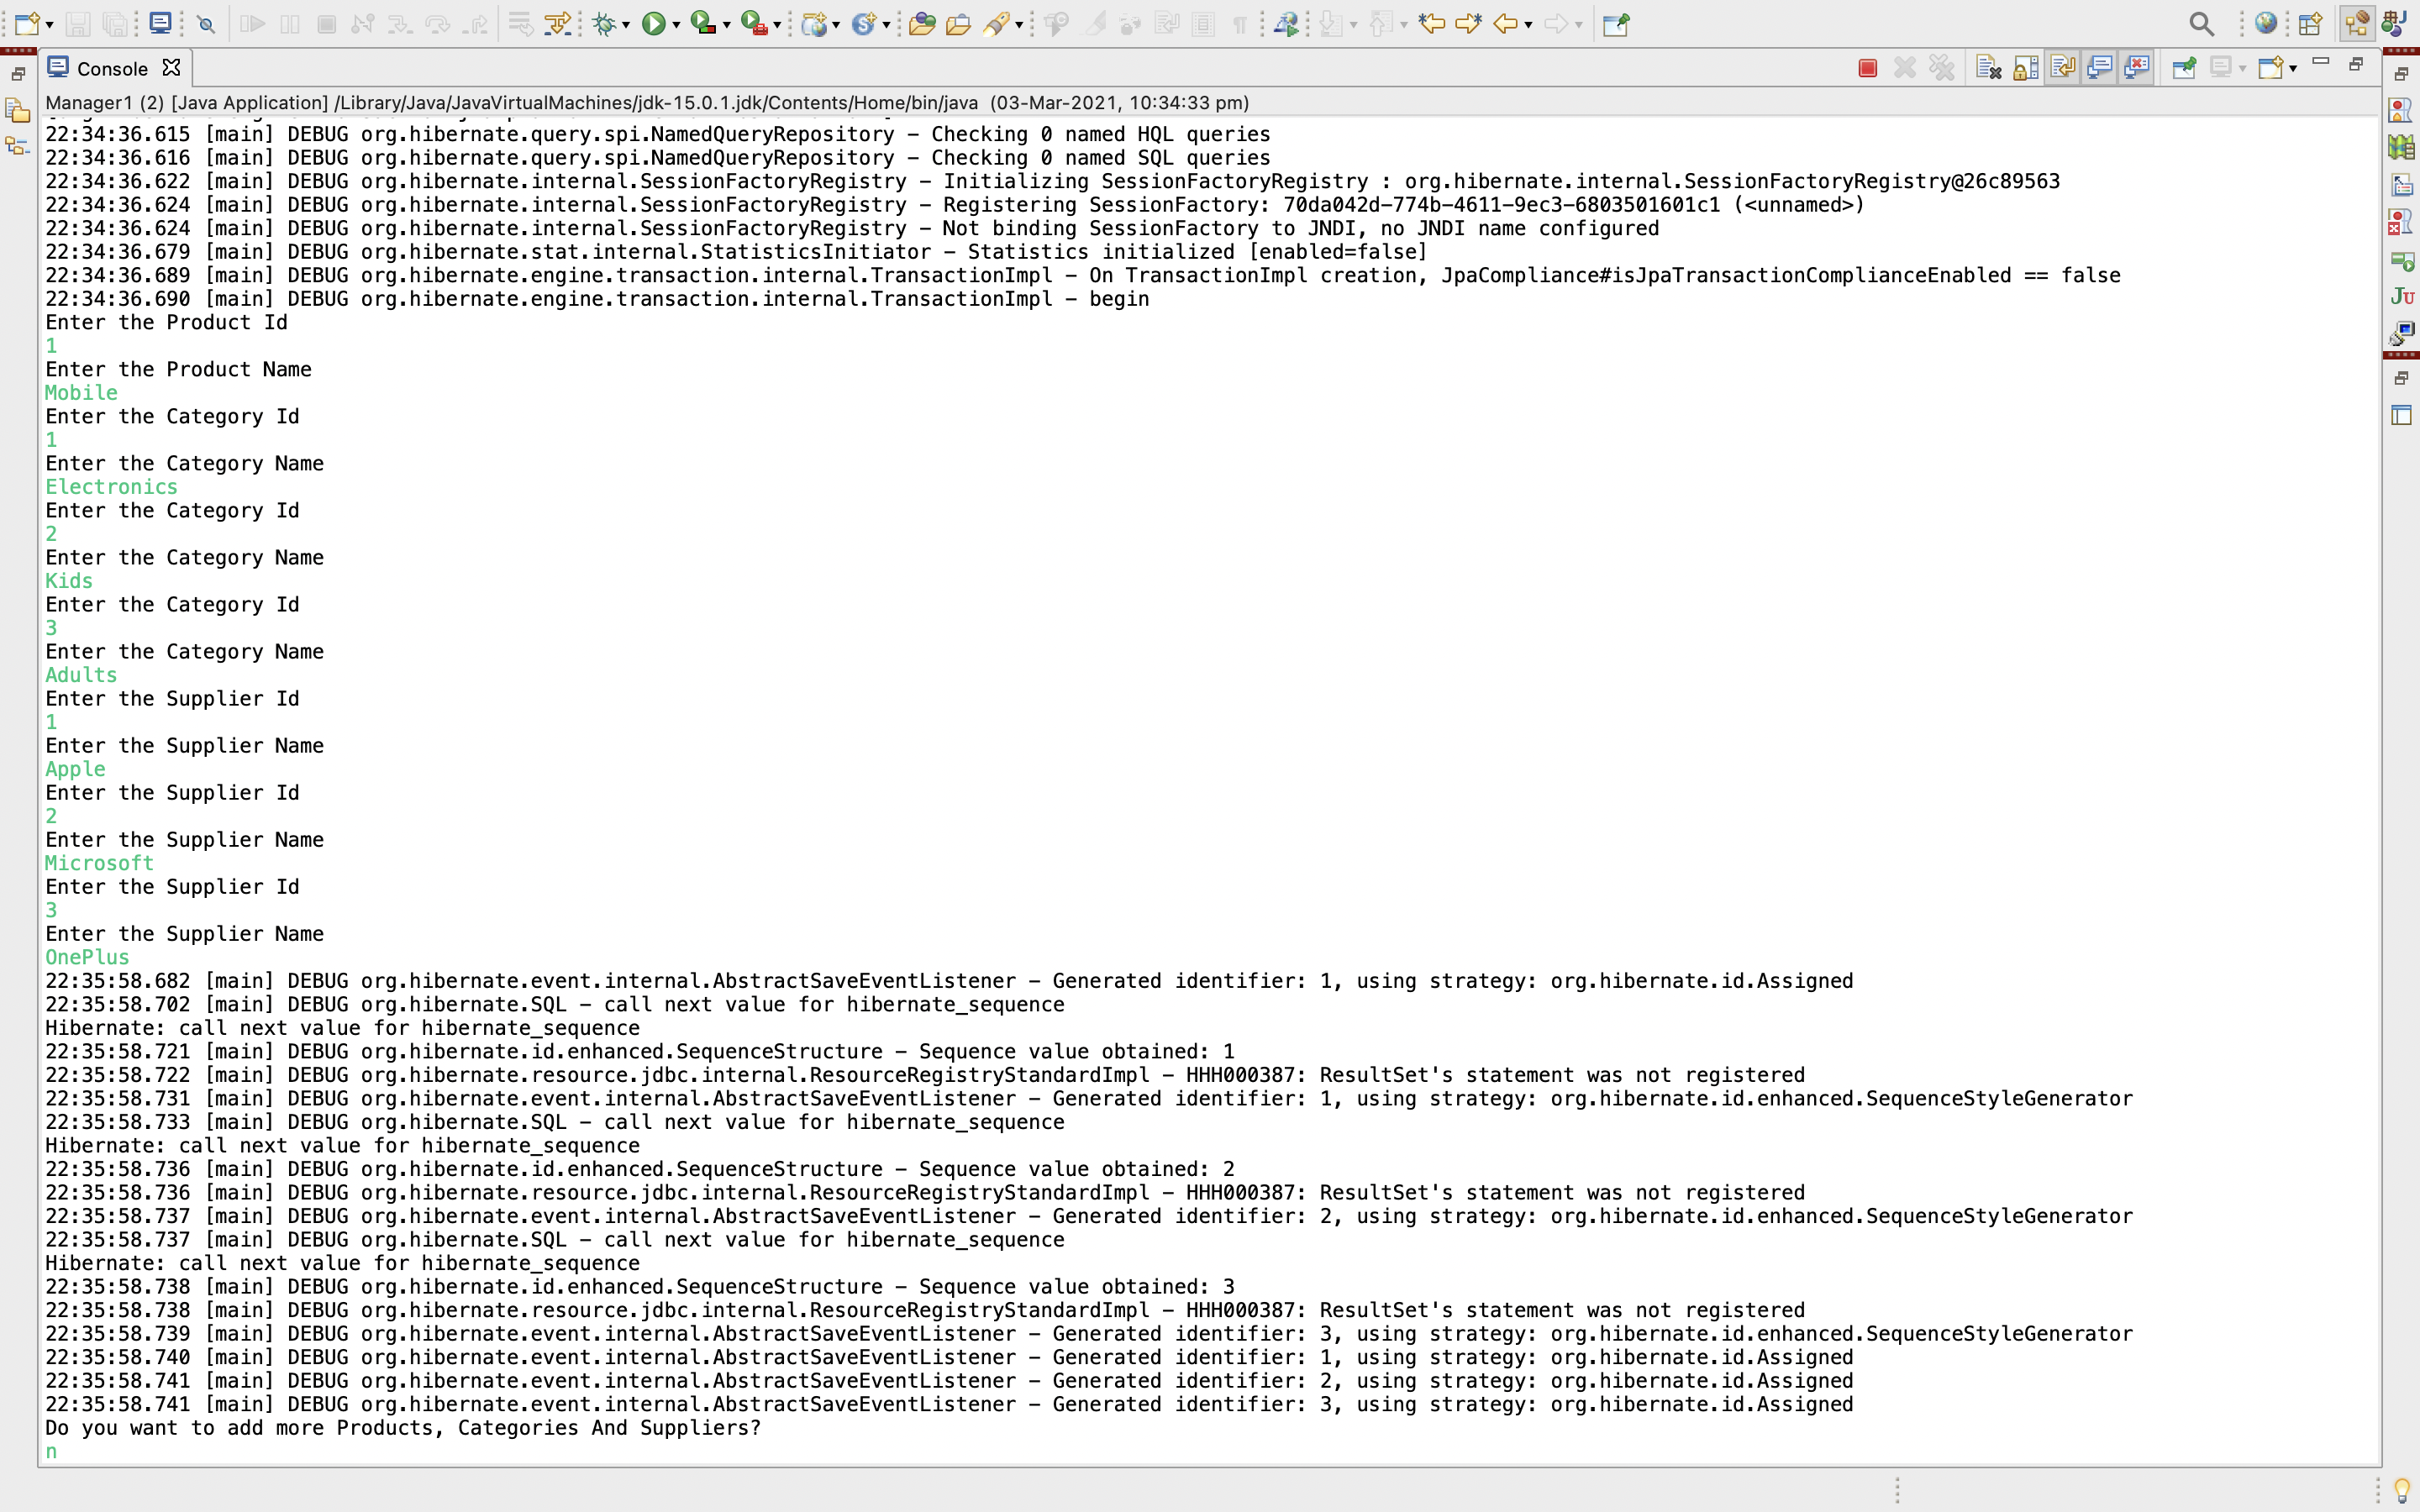 Console
Manager1 (2) [Java Application] /Library/Java/JavaVirtualMachines/jdk-15.0.1.jdk/Contents/Home/bin/java (03-Mar-2021, 10:34:33 pm)
22:34:36.615 [main] DEBUG org.hibernate.query.spi.NamedQueryRepository - Checking 0 named HQL queries
22:34:36.616 [main] DEBUG org.hibernate.query.spi.NamedQueryRepository - Checking 0 named SQL queries
22:34:36.622 [main] DEBUG org.hibernate.internal.SessionFactoryRegistry - Initializing SessionFactoryRegistry : org.hibernate.internal.SessionFactoryRegistry@26c89563
22:34:36.624 [main] DEBUG org.hibernate.internal.SessionFactoryRegistry - Registering SessionFactory: 70da042d-774b-4611-9ec3-6803501601c1 (<unnamed>)
22:34:36.624 [main] DEBUG org.hibernate.internal.SessionFactoryRegistry - Not binding SessionFactory to JNDI, no JNDI name configured
22:34:36.679 [main] DEBUG org.hibernate.stat.internal.StatisticsInitiator - Statistics initialized [enabled=false]
22:34:36.689 [main] DEBUG org.hibernate.engine.transaction.internal.TransactionImpl - On TransactionImpl creation, JpaCompliance#isJpaTransactionComplianceEnabled == false
22:34:36.690 [main] DEBUG org.hibernate.engine.transaction.internal.TransactionImpl - begin
Enter the Product Id
1
Enter the Product Name
Mobile
Enter the Category Id
1
Enter the Category Name
Electronics
Enter the Category Id
2
Enter the Category Name
Kids
Enter the Category Id
3
Enter the Category Name
Adults
Enter the Supplier Id
1
Enter the Supplier Name
Apple
Enter the Supplier Id
2
Enter the Supplier Name
Microsoft
Enter the Supplier Id
3
Enter the Supplier Name
OnePlus
22:35:58.682 [main] DEBUG org.hibernate.event.internal.AbstractSaveEventListener - Generated identifier: 1, using strategy: org.hibernate.id.Assigned
22:35:58.702 [main] DEBUG org.hibernate.SQL - call next value for hibernate_sequence
Hibernate: call next value for hibernate_sequence
22:35:58.721 [main] DEBUG org.hibernate.id.enhanced.SequenceStructure - Sequence value obtained: 1
22:35:58.722 [main] DEBUG org.hibernate.resource.jdbc.internal.ResourceRegistryStandardImpl - HHH000387: ResultSet's statement was not registered
22:35:58.731 [main] DEBUG org.hibernate.event.internal.AbstractSaveEventListener - Generated identifier: 1, using strategy: org.hibernate.id.enhanced.SequenceStyleGenerator
22:35:58.733 [main] DEBUG org.hibernate.SQL - call next value for hibernate_sequence
Hibernate: call next value for hibernate_sequence
22:35:58.736 [main] DEBUG org.hibernate.id.enhanced.SequenceStructure - Sequence value obtained: 2
22:35:58.736 [main] DEBUG org.hibernate.resource.jdbc.internal.ResourceRegistryStandardImpl - HHH000387: ResultSet's statement was not registered
22:35:58.737 [main] DEBUG org.hibernate.event.internal.AbstractSaveEventListener - Generated identifier: 2, using strategy: org.hibernate.id.enhanced.SequenceStyleGenerator
22:35:58.737 [main] DEBUG org.hibernate.SQL - call next value for hibernate_sequence
Hibernate: call next value for hibernate_sequence
22:35:58.738 [main] DEBUG org.hibernate.id.enhanced.SequenceStructure - Sequence value obtained: 3
22:35:58.738 [main] DEBUG org.hibernate.resource.jdbc.internal.ResourceRegistryStandardImpl - HHH000387: ResultSet's statement was not registered
22:35:58.739 [main] DEBUG org.hibernate.event.internal.AbstractSaveEventListener - Generated identifier: 3, using strategy: org.hibernate.id.enhanced.SequenceStyleGenerator
22:35:58.740 [main] DEBUG org.hibernate.event.internal.AbstractSaveEventListener - Generated identifier: 1, using strategy: org.hibernate.id.Assigned
22:35:58.741 [main] DEBUG org.hibernate.event.internal.AbstractSaveEventListener - Generated identifier: 2, using strategy: org.hibernate.id.Assigned
22:35:58.741 [main] DEBUG org.hibernate.event.internal.AbstractSaveEventListener - Generated identifier: 3, using strategy: org.hibernate.id.Assigned
Do you want to add more Products, Categories And Suppliers?
n